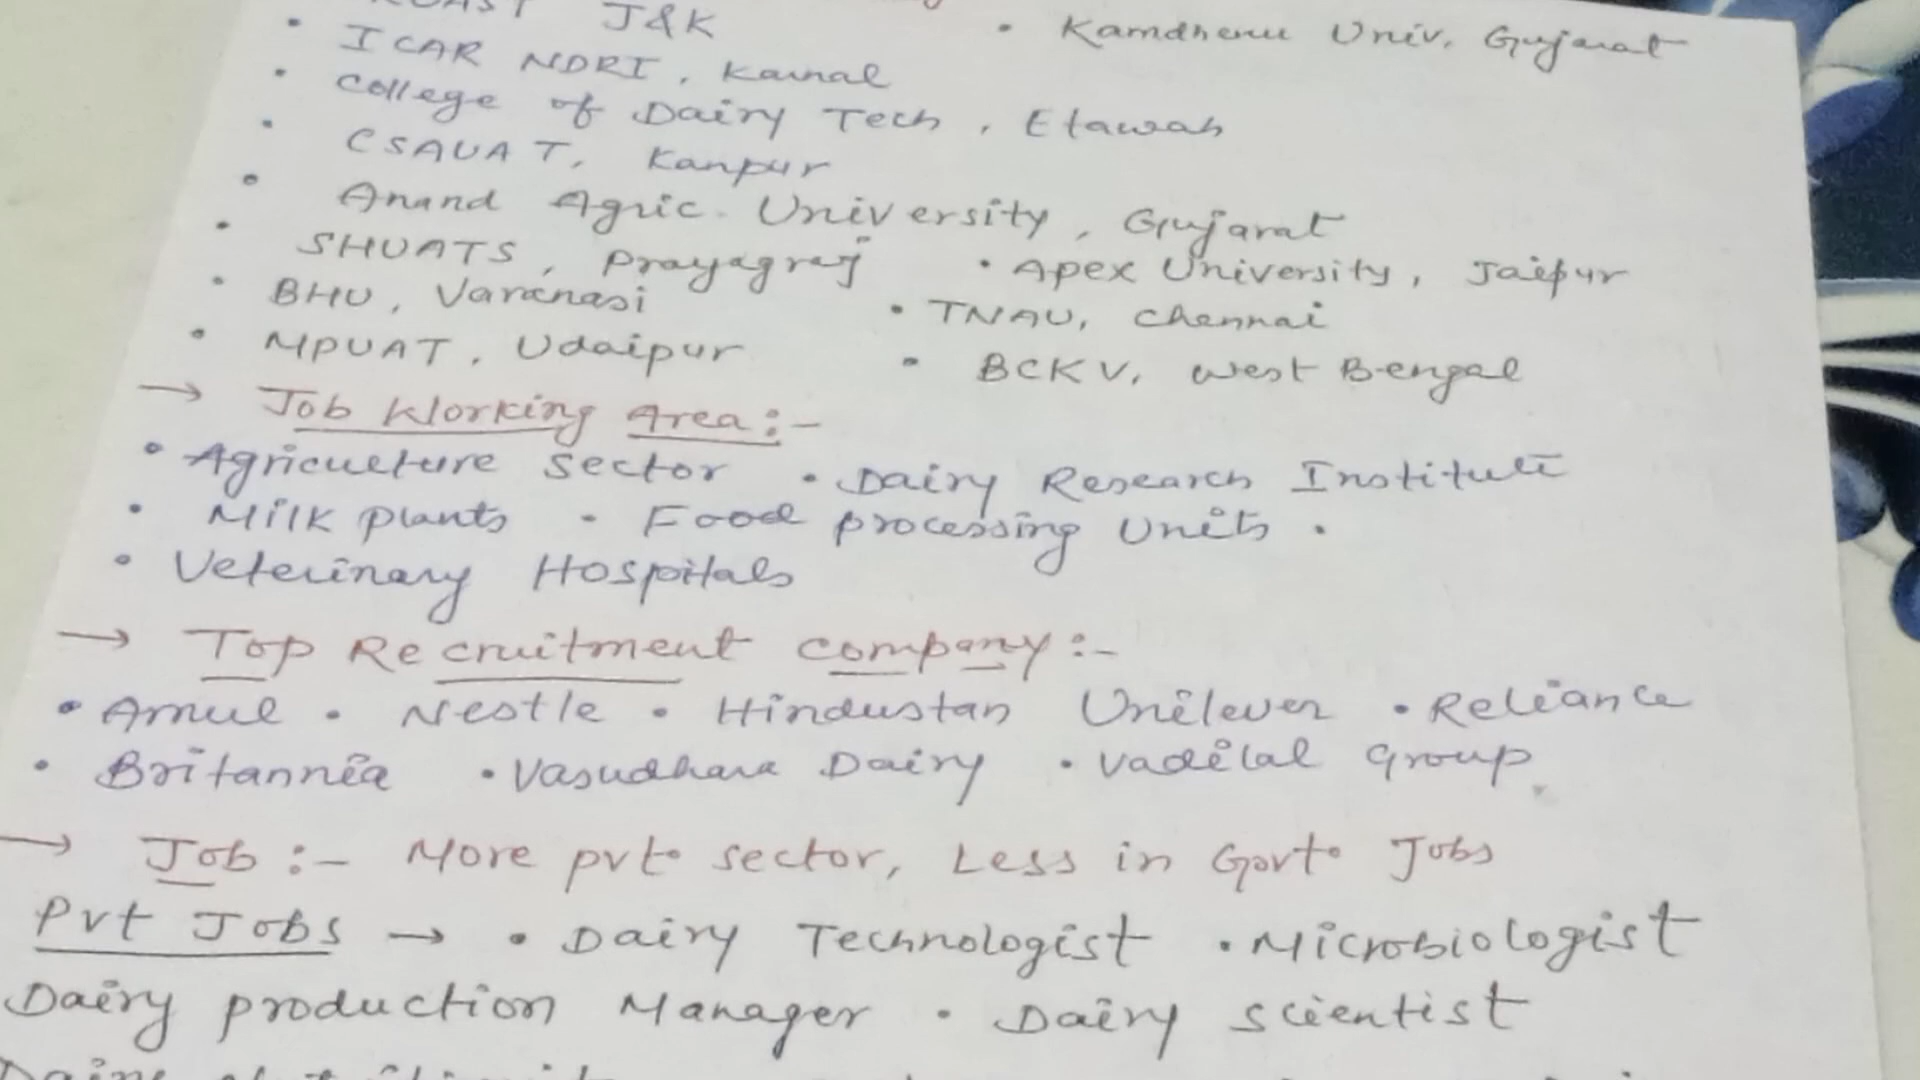 J&K
• Kamdhenu Univ, Gujarat
• ICAR NDRI, Karnal
• College of Dairy Tech, Etawah
• CSAUAT, Kanpur
• Anand Agric. University, Gujarat
• SHUATS, Prayagraj • Apex University, Jaipur
• BHU, Varanasi • TNAU, Chennai
• MPUAT, Udaipur • BCKV, West Bengal
→ Job Working Area:-
• Agriculture Sector • Dairy Research Institute
• Milk plants • Food processing Units •
• Veterinary Hospitals
→ Top Recruitment company:-
• Amul • Nestle • Hindustan Unilever • Reliance
• Britannia • Vasudhara Dairy • Vadilal Group
→ Job:- More pvt. sector, Less in Govt. Jobs
Pvt Jobs → • Dairy Technologist • Microbiologist
Dairy production Manager • Dairy scientist